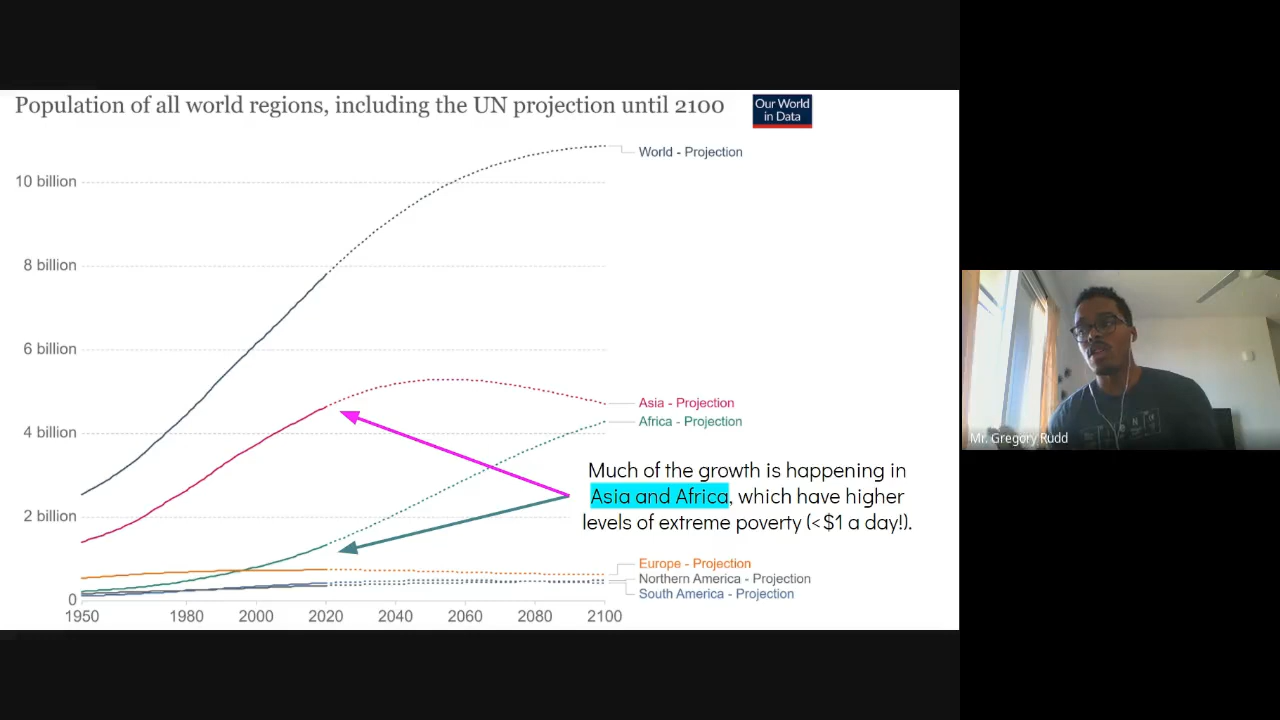 Population of all world regions, including the UN projection until 2100
Our World
in Data
World - Projection
10 billion
8 billion
6 billion
Asia - Projection
Africa - Projection
4 billion
Much of the growth is happening in
Asia and Africa, which have higher
levels of extreme poverty (<$1 a day!).
2 billion
Europe - Projection
Northern America - Projection
South America - Projection
0
1950 1980 2000 2020 2040 2060 2080 2100
Mr. Gregory Rudd